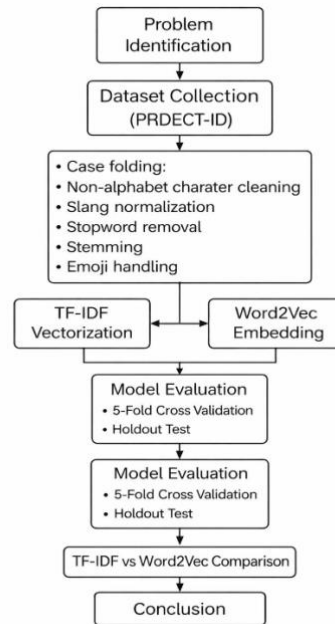 Problem
Identification
Dataset Collection
(PRDECT-ID)
• Case folding:
• Non-alphabet charater cleaning
• Slang normalization
• Stopword removal
• Stemming
• Emoji handling
TF-IDF
Vectorization
Word2Vec
Embedding
Model Evaluation
• 5-Fold Cross Validation
• Holdout Test
Model Evaluation
• 5-Fold Cross Validation
• Holdout Test
TF-IDF vs Word2Vec Comparison
Conclusion